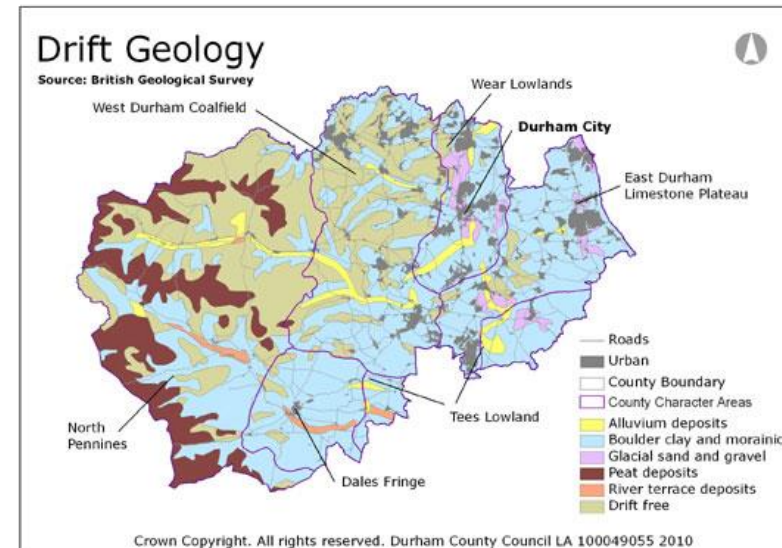 Drift Geology
Source: British Geological Survey
Wear Lowlands
West Durham Coalfield
Durham City
East Durham
Limestone Plateau
North
Pennines
Dales Fringe
Tees Lowland
Roads
Urban
County Boundary
County Character Areas
Alluvium deposits
Boulder clay and morainic
Glacial sand and gravel
Peat deposits
River terrace deposits
Drift free
Crown Copyright. All rights reserved. Durham County Council LA 100049055 2010